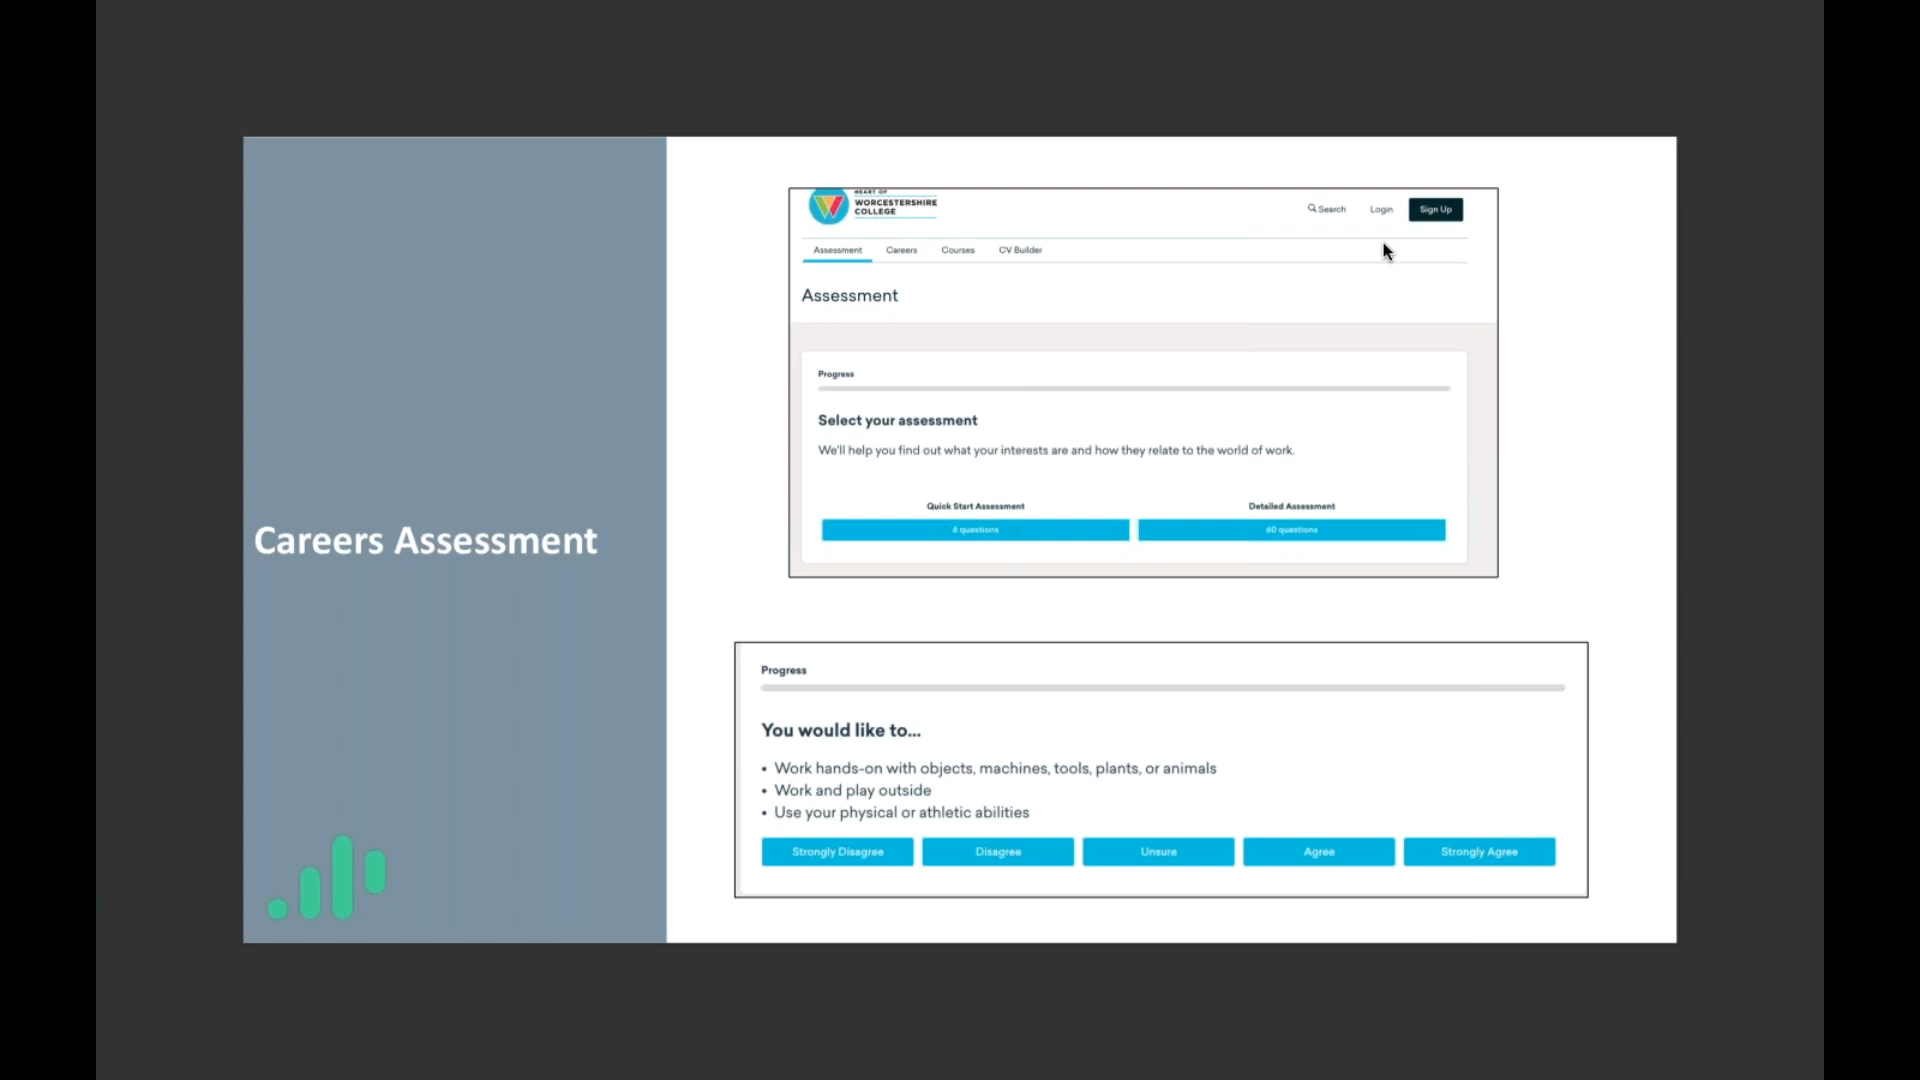 Careers Assessment
HEART OF
WORCESTERSHIRE
COLLEGE
Search Login Sign Up
Assessment Careers Courses CV Builder
Assessment
Progress
Select your assessment
We'll help you find out what your interests are and how they relate to the world of work.
Quick Start Assessment Detailed Assessment
6 questions 60 questions
Progress
You would like to...
• Work hands-on with objects, machines, tools, plants, or animals
• Work and play outside
• Use your physical or athletic abilities
Strongly Disagree Disagree Unsure Agree Strongly Agree